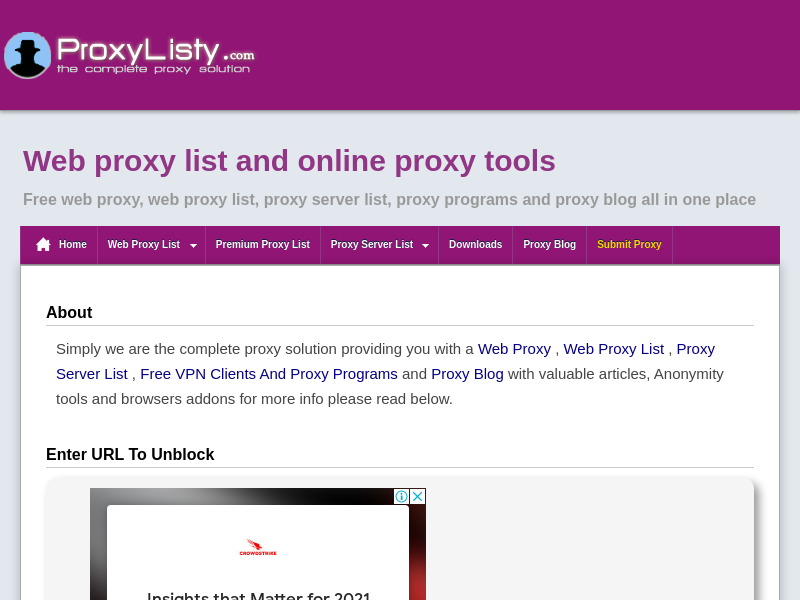 ProxyListy.com
the complete proxy solution
Web proxy list and online proxy tools
Free web proxy, web proxy list, proxy server list, proxy programs and proxy blog all in one place
Home Web Proxy List Premium Proxy List Proxy Server List Downloads Proxy Blog Submit Proxy
About
Simply we are the complete proxy solution providing you with a Web Proxy , Web Proxy List , Proxy
Server List , Free VPN Clients And Proxy Programs and Proxy Blog with valuable articles, Anonymity
tools and browsers addons for more info please read below.
Enter URL To Unblock
CROWDSTRIKE
Insights that Matter for 2021